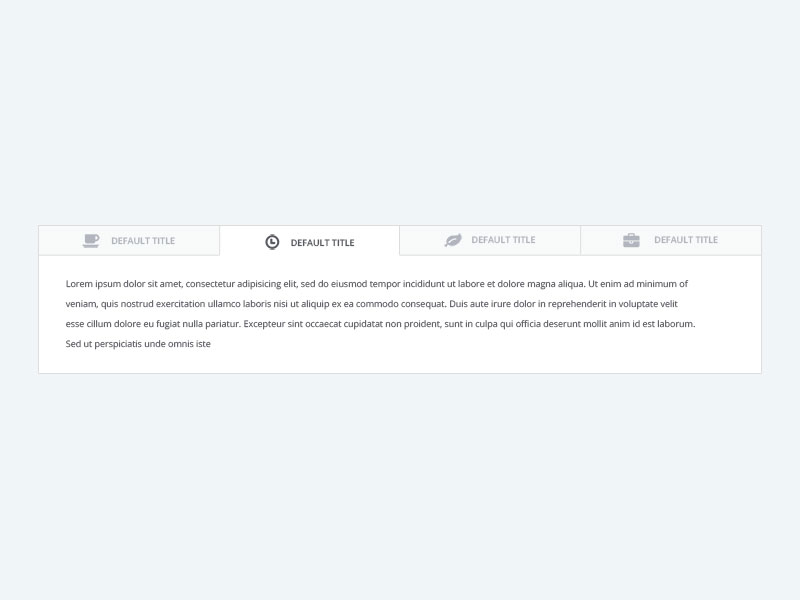 DEFAULT TITLE DEFAULT TITLE DEFAULT TITLE DEFAULT TITLE
Lorem ipsum dolor sit amet, consectetur adipisicing elit, sed do eiusmod tempor incididunt ut labore et dolore magna aliqua. Ut enim ad minimum of
veniam, quis nostrud exercitation ullamco laboris nisi ut aliquip ex ea commodo consequat. Duis aute irure dolor in reprehenderit in voluptate velit
esse cillum dolore eu fugiat nulla pariatur. Excepteur sint occaecat cupidatat non proident, sunt in culpa qui officia deserunt mollit anim id est laborum.
Sed ut perspiciatis unde omnis iste